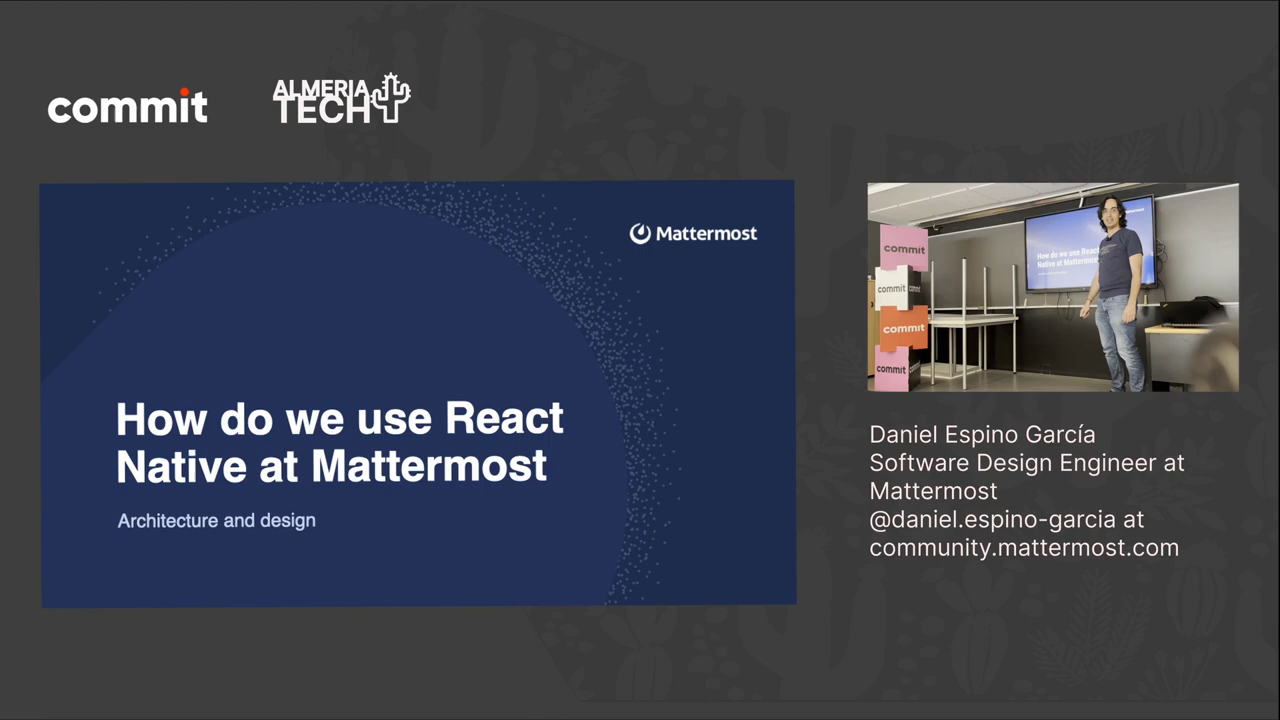 commit
ALMERIA
TECH
Mattermost
How do we use React
Native at Mattermost
Architecture and design
commit
commit
commit
commit
How do we use React
Native at Mattermost
Daniel Espino García
Software Design Engineer at
Mattermost
@daniel.espino-garcia at
community.mattermost.com